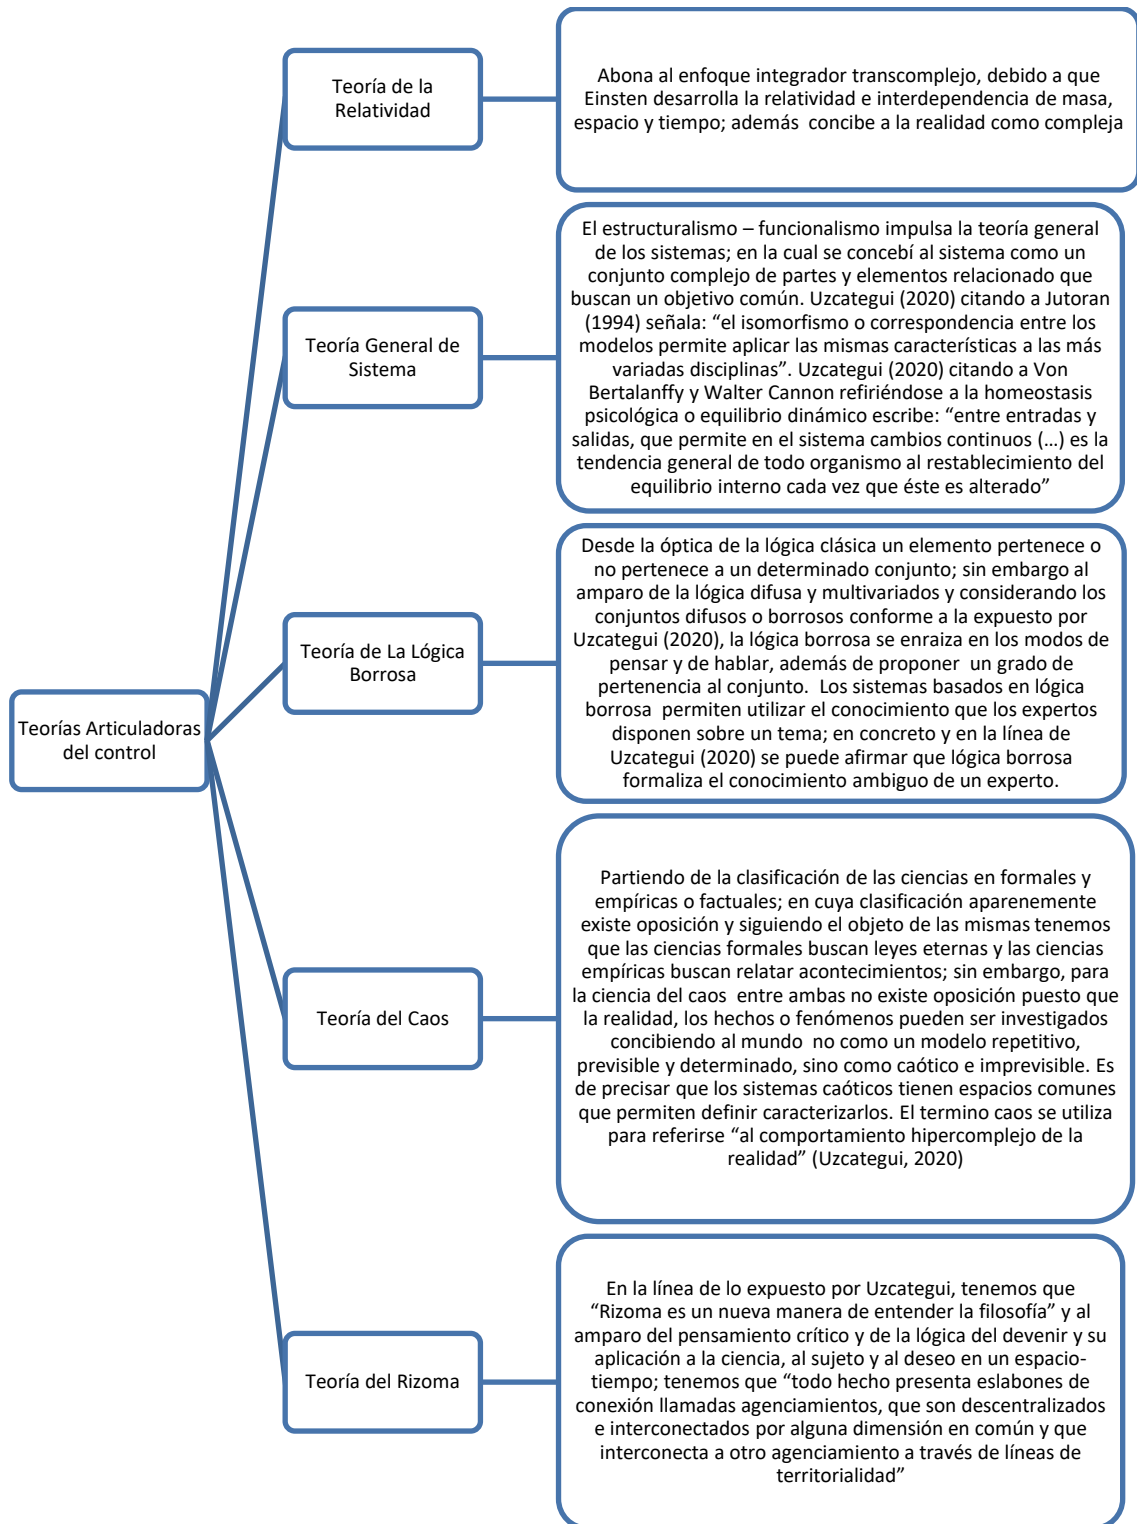 Teorías Articuladoras
del control
Teoría de la
Relatividad
Abona al enfoque integrador transcomplejo, debido a que
Einsten desarrolla la relatividad e interdependencia de masa,
espacio y tiempo; además concibe a la realidad como compleja
Teoría General de
Sistema
El estructuralismo – funcionalismo impulsa la teoría general
de los sistemas; en la cual se concebí al sistema como un
conjunto complejo de partes y elementos relacionado que
buscan un objetivo común. Uzcategui (2020) citando a Jutoran
(1994) señala: “el isomorfismo o correspondencia entre los
modelos permite aplicar las mismas características a las más
variadas disciplinas”. Uzcategui (2020) citando a Von
Bertalanffy y Walter Cannon refiriéndose a la homeostasis
psicológica o equilibrio dinámico escribe: “entre entradas y
salidas, que permite en el sistema cambios continuos (…) es la
tendencia general de todo organismo al restablecimiento del
equilibrio interno cada vez que éste es alterado”
Teoría de La Lógica
Borrosa
Desde la óptica de la lógica clásica un elemento pertenece o
no pertenece a un determinado conjunto; sin embargo al
amparo de la lógica difusa y multivariados y considerando los
conjuntos difusos o borrosos conforme a la expuesto por
Uzcategui (2020), la lógica borrosa se enraiza en los modos de
pensar y de hablar, además de proponer un grado de
pertenencia al conjunto. Los sistemas basados en lógica
borrosa permiten utilizar el conocimiento que los expertos
disponen sobre un tema; en concreto y en la línea de
Uzcategui (2020) se puede afirmar que lógica borrosa
formaliza el conocimiento ambiguo de un experto.
Teoría del Caos
Partiendo de la clasificación de las ciencias en formales y
empíricas o factuales; en cuya clasificación aparenemente
existe oposición y siguiendo el objeto de las mismas tenemos
que las ciencias formales buscan leyes eternas y las ciencias
empíricas buscan relatar acontecimientos; sin embargo, para
la ciencia del caos entre ambas no existe oposición puesto que
la realidad, los hechos o fenómenos pueden ser investigados
concibiendo al mundo no como un modelo repetitivo,
previsible y determinado, sino como caótico e imprevisible. Es
de precisar que los sistemas caóticos tienen espacios comunes
que permiten definir caracterizarlos. El termino caos se utiliza
para referirse “al comportamiento hipercomplejo de la
realidad” (Uzcategui, 2020)
Teoría del Rizoma
En la línea de lo expuesto por Uzcategui, tenemos que
“Rizoma es un nueva manera de entender la filosofía” y al
amparo del pensamiento crítico y de la lógica del devenir y su
aplicación a la ciencia, al sujeto y al deseo en un espacio-
tiempo; tenemos que “todo hecho presenta eslabones de
conexión llamadas agenciamientos, que son descentralizados
e interconectados por alguna dimensión en común y que
interconecta a otro agenciamiento a través de líneas de
territorialidad”